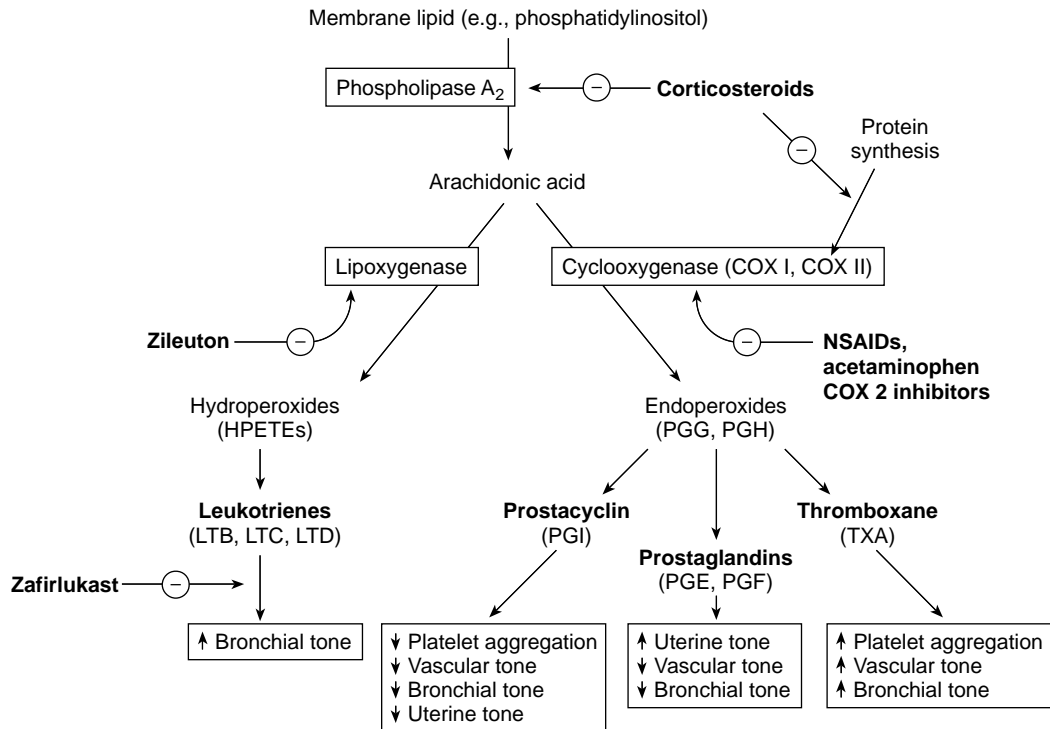 Membrane lipid (e.g., phosphatidylinositol)
Phospholipase A2
−
Corticosteroids
−
Protein
synthesis
Arachidonic acid
Lipoxygenase
Cyclooxygenase (COX I, COX II)
Zileuton
−
−
NSAIDs,
acetaminophen
COX 2 inhibitors
Hydroperoxides
(HPETEs)
Endoperoxides
(PGG, PGH)
Leukotrienes
(LTB, LTC, LTD)
Prostacyclin
(PGI)
Thromboxane
(TXA)
Prostaglandins
(PGE, PGF)
Zafirlukast
−
↑ Bronchial tone
↓ Platelet aggregation
↓ Vascular tone
↓ Bronchial tone
↓ Uterine tone
↑ Uterine tone
↓ Vascular tone
↓ Bronchial tone
↑ Platelet aggregation
↑ Vascular tone
↑ Bronchial tone